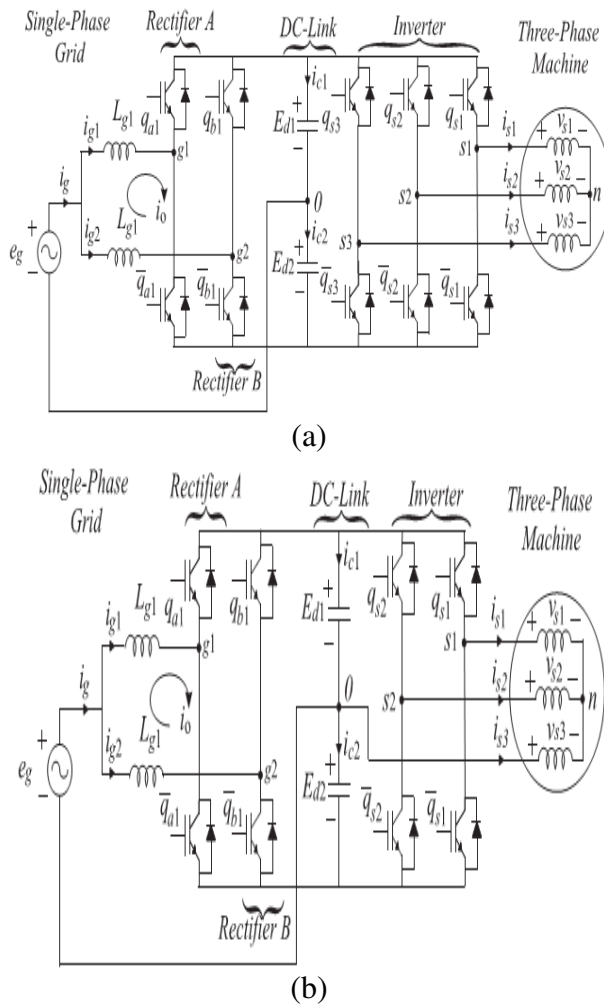 Single-Phase Grid
Rectifier A
DC-Link
Inverter
Three-Phase Machine
i_g1
L_g1
q_a1
q_b1
i_c1
E_d1
+
−
q_s3
q_s2
q_s1
i_s1
+ v_s1 −
s1
g1
i_g
i_o
L_g1
i_g2
g2
0
s2
i_s2
+ v_s2 −
n
s3
i_s3
+ v_s3 −
e_g
+
−
i_c2
E_d2
+
−
q̅_a1
q̅_b1
q̅_s3
q̅_s2
q̅_s1
Rectifier B
(a)
Single-Phase Grid
Rectifier A
DC-Link
Inverter
Three-Phase Machine
i_g1
L_g1
q_a1
q_b1
i_c1
E_d1
+
−
q_s2
q_s1
i_s1
+ v_s1 −
s1
g1
i_g
i_o
L_g1
i_g2
g2
0
s2
i_s2
+ v_s2 −
n
i_s3
+ v_s3 −
e_g
+
−
i_c2
E_d2
+
−
q̅_a1
q̅_b1
q̅_s2
q̅_s1
Rectifier B
(b)